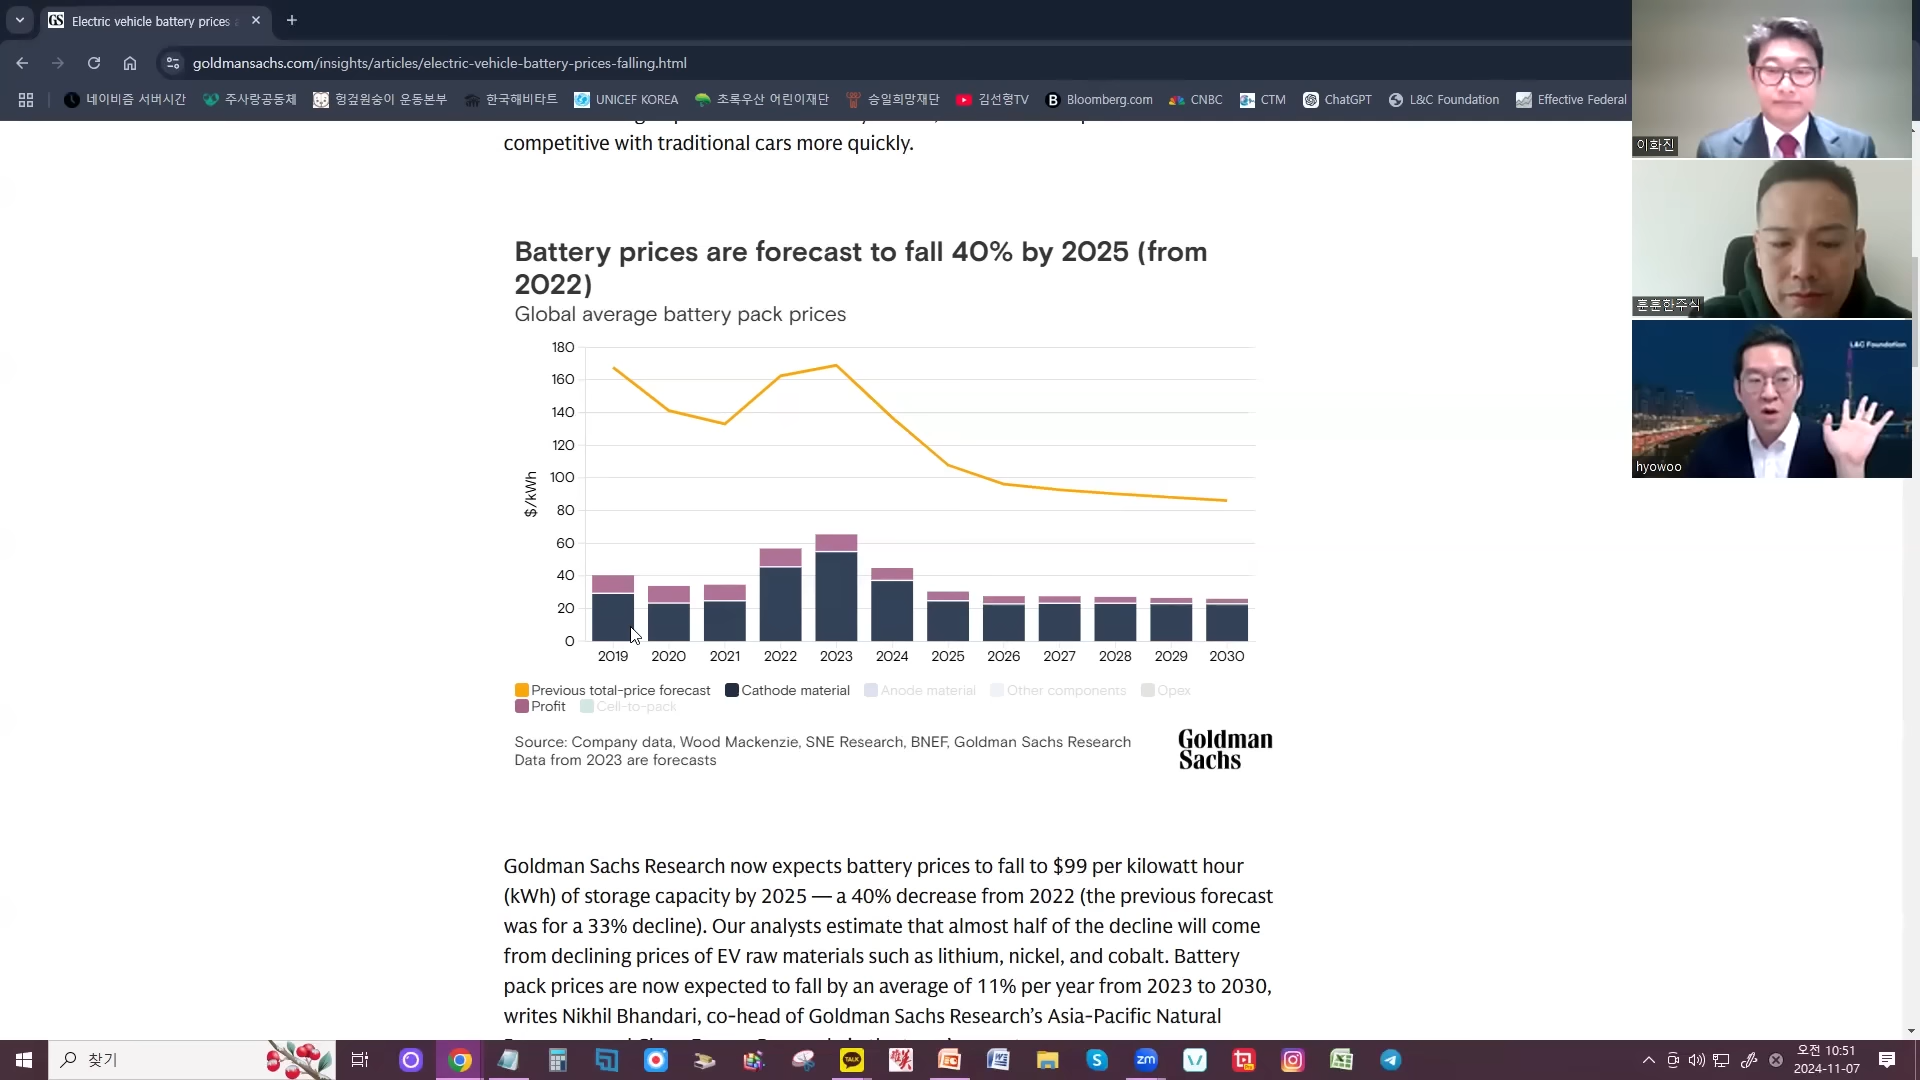 Electric vehicle battery prices
goldmansachs.com/insights/articles/electric-vehicle-battery-prices-falling.html
네이비즘 서버시간
주사랑공동체
헝겊원숭이 운동본부
한국해비타트
UNICEF KOREA
초록우산 어린이재단
승일희망재단
김선형TV
Bloomberg.com
CNBC
CTM
ChatGPT
L&C Foundation
Effective Federal
이화진
훈훈한주식
L&C Foundation
hyowoo
competitive with traditional cars more quickly.
Battery prices are forecast to fall 40% by 2025 (from
2022)
Global average battery pack prices
180
160
140
120
100
80
60
40
20
0
$/kWh
2019 2020 2021 2022 2023 2024 2025 2026 2027 2028 2029 2030
Previous total-price forecast Cathode material Anode material Other components Opex
Profit Cell-to-pack
Source: Company data, Wood Mackenzie, SNE Research, BNEF, Goldman Sachs Research
Data from 2023 are forecasts
Goldman
Sachs
Goldman Sachs Research now expects battery prices to fall to $99 per kilowatt hour
(kWh) of storage capacity by 2025 — a 40% decrease from 2022 (the previous forecast
was for a 33% decline). Our analysts estimate that almost half of the decline will come
from declining prices of EV raw materials such as lithium, nickel, and cobalt. Battery
pack prices are now expected to fall by an average of 11% per year from 2023 to 2030,
writes Nikhil Bhandari, co-head of Goldman Sachs Research’s Asia-Pacific Natural
찾기
오전 10:51
2024-11-07